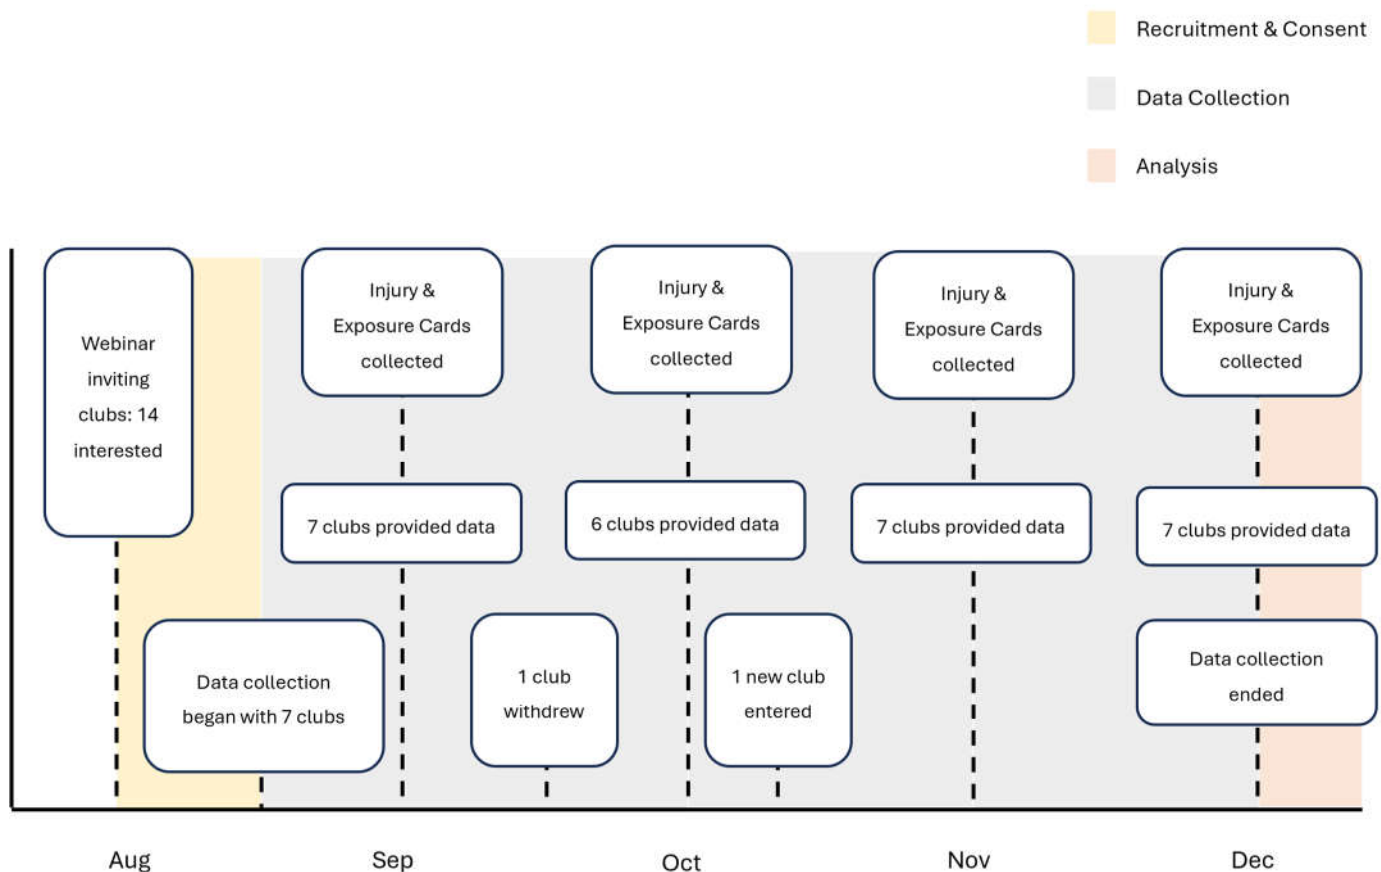 Recruitment & Consent
Data Collection
Analysis
Webinar
inviting
clubs: 14
interested
Injury &
Exposure Cards
collected
Injury &
Exposure Cards
collected
Injury &
Exposure Cards
collected
Injury &
Exposure Cards
collected
7 clubs provided data
6 clubs provided data
7 clubs provided data
7 clubs provided data
Data collection
began with 7 clubs
1 club
withdrew
1 new club
entered
Data collection
ended
Aug
Sep
Oct
Nov
Dec